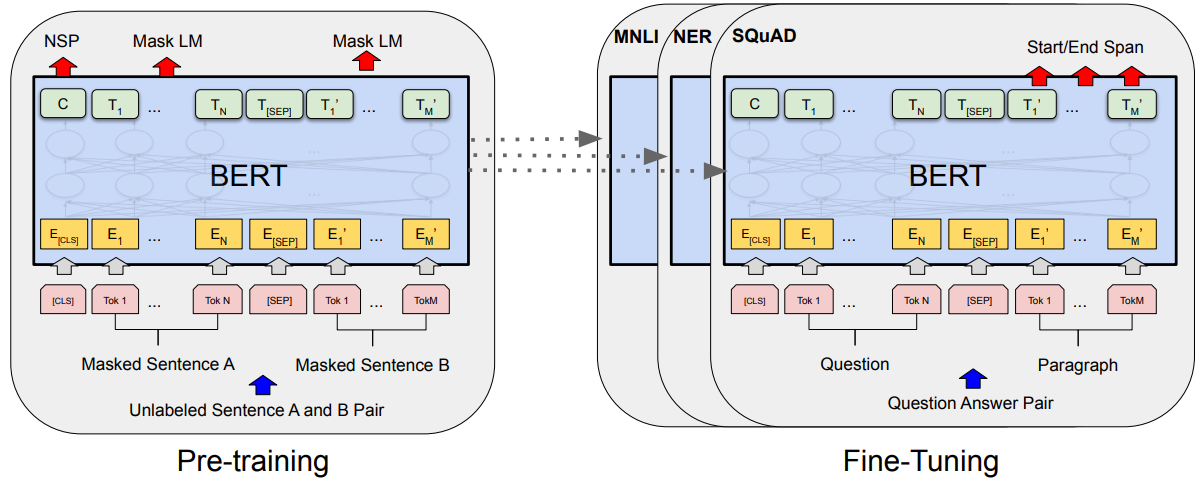 NSP Mask LM Mask LM
C T1 ... TN T[SEP] T1' ... TM'
BERT
...
...
E[CLS] E1 ... EN E[SEP] E1' ... EM'
[CLS] Tok 1 ... Tok N [SEP] Tok 1 ... TokM
Masked Sentence A Masked Sentence B
Unlabeled Sentence A and B Pair
Pre-training
MNLI NER SQuAD
Start/End Span
C T1 ... TN T[SEP] T1' ... TM'
BERT
...
...
E[CLS] E1 ... EN E[SEP] E1' ... EM'
[CLS] Tok 1 ... Tok N [SEP] Tok 1 ... TokM
Question Paragraph
Question Answer Pair
Fine-Tuning